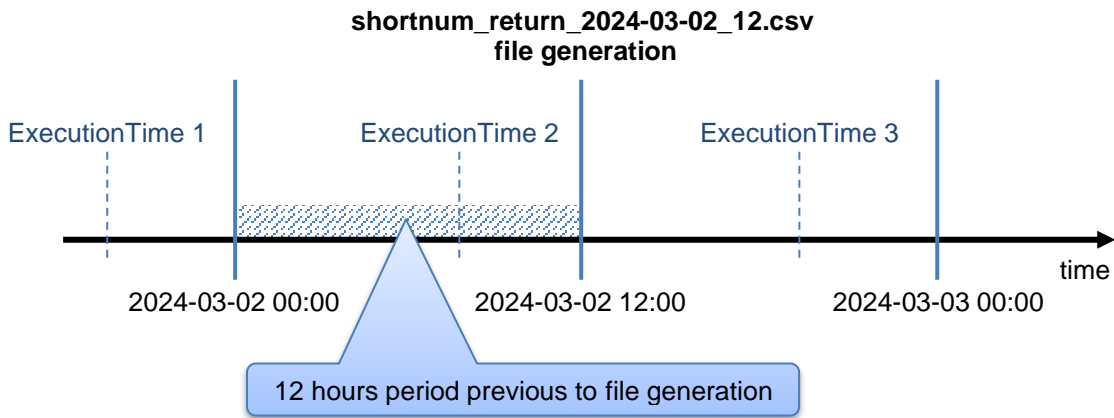 shortnum_return_2024-03-02_12.csv
file generation
ExecutionTime 1
ExecutionTime 2
ExecutionTime 3
time
2024-03-02 00:00
2024-03-02 12:00
2024-03-03 00:00
12 hours period previous to file generation